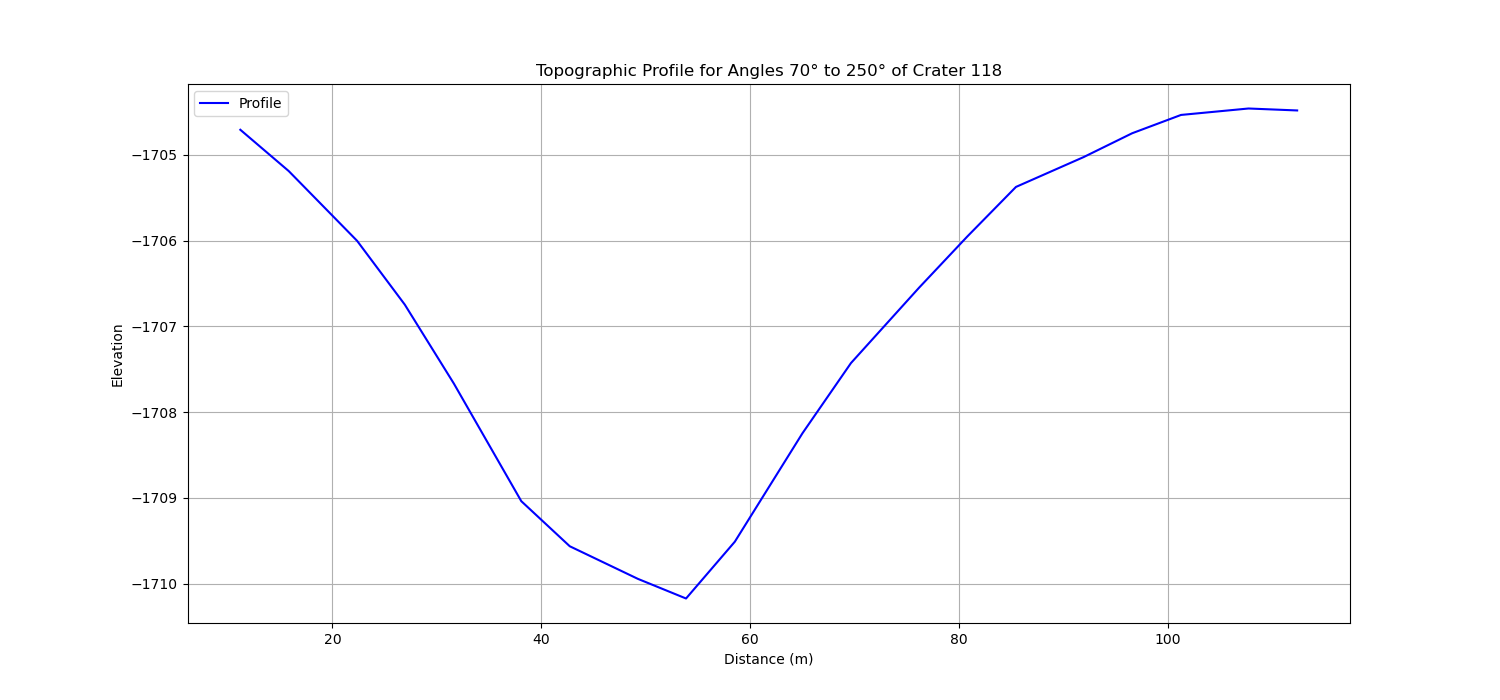 Topographic Profile for Angles 70° to 250° of Crater 118
Profile
−1705
−1706
−1707
−1708
−1709
−1710
Elevation
20 40 60 80 100
Distance (m)